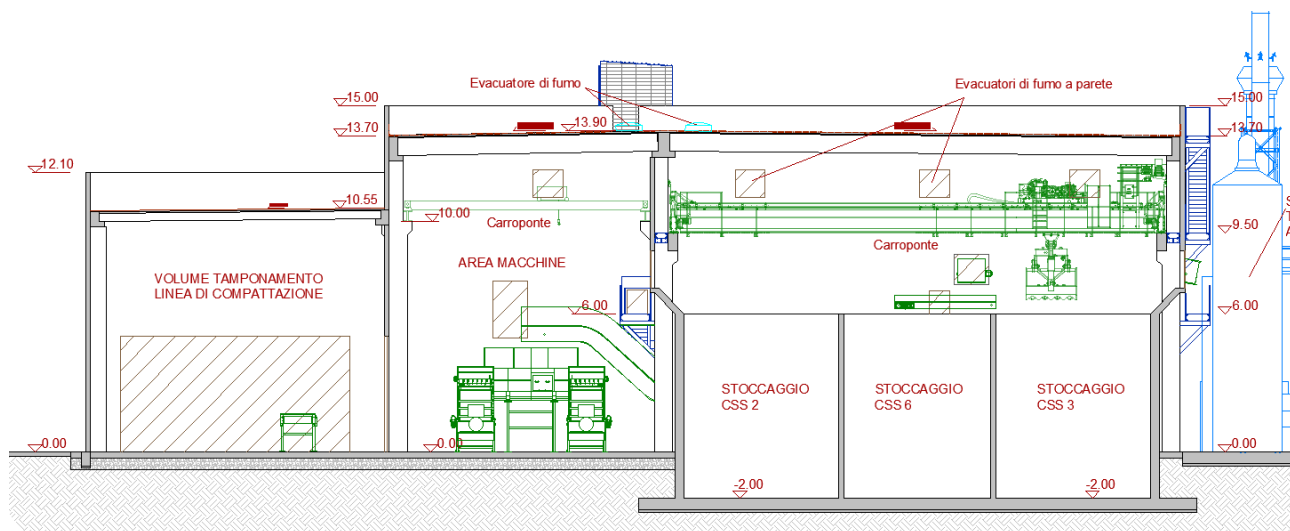 Evacuatore di fumo
Evacuatori di fumo a parete
15.00
15.00
13.90
13.70
12.10
10.55
10.00
Carroponte
9.50
Carroponte
AREA MACCHINE
VOLUME TAMPONAMENTO
LINEA DI COMPATTAZIONE
6.00
6.00
STOCCAGGIO
CSS 2
STOCCAGGIO
CSS 6
STOCCAGGIO
CSS 3
0.00
0.00
0.00
-2.00
-2.00